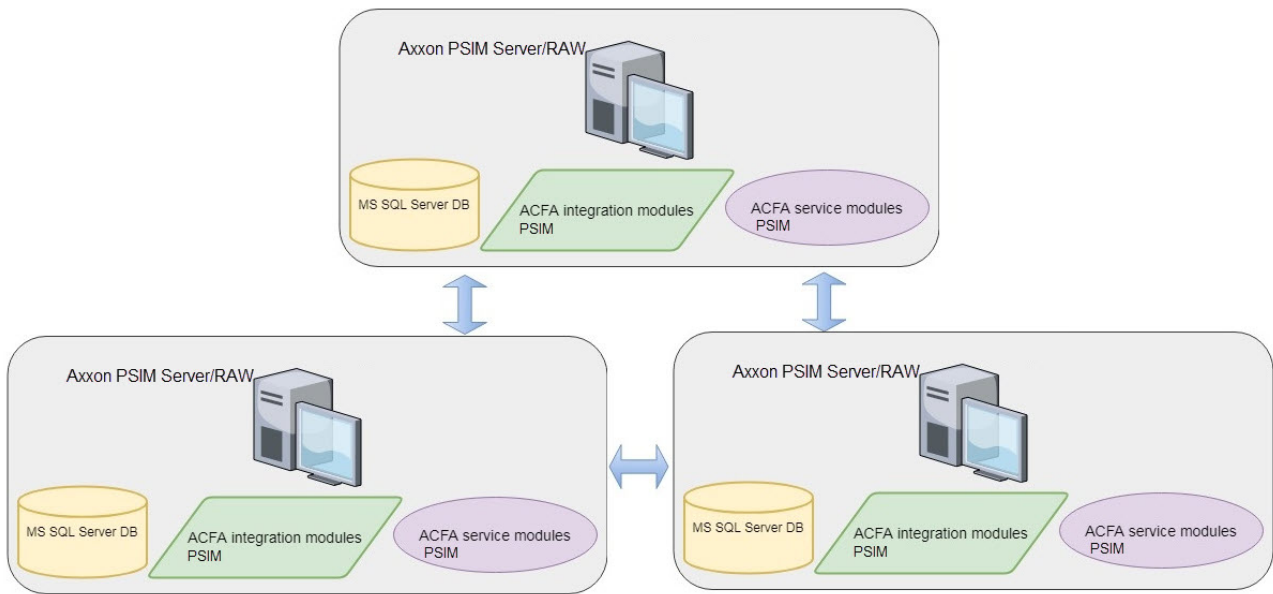 Axxon PSIM Server/RAW
MS SQL Server DB
ACFA integration modules
PSIM
ACFA service modules
PSIM
Axxon PSIM Server/RAW
MS SQL Server DB
ACFA integration modules
PSIM
ACFA service modules
PSIM
Axxon PSIM Server/RAW
MS SQL Server DB
ACFA integration modules
PSIM
ACFA service modules
PSIM